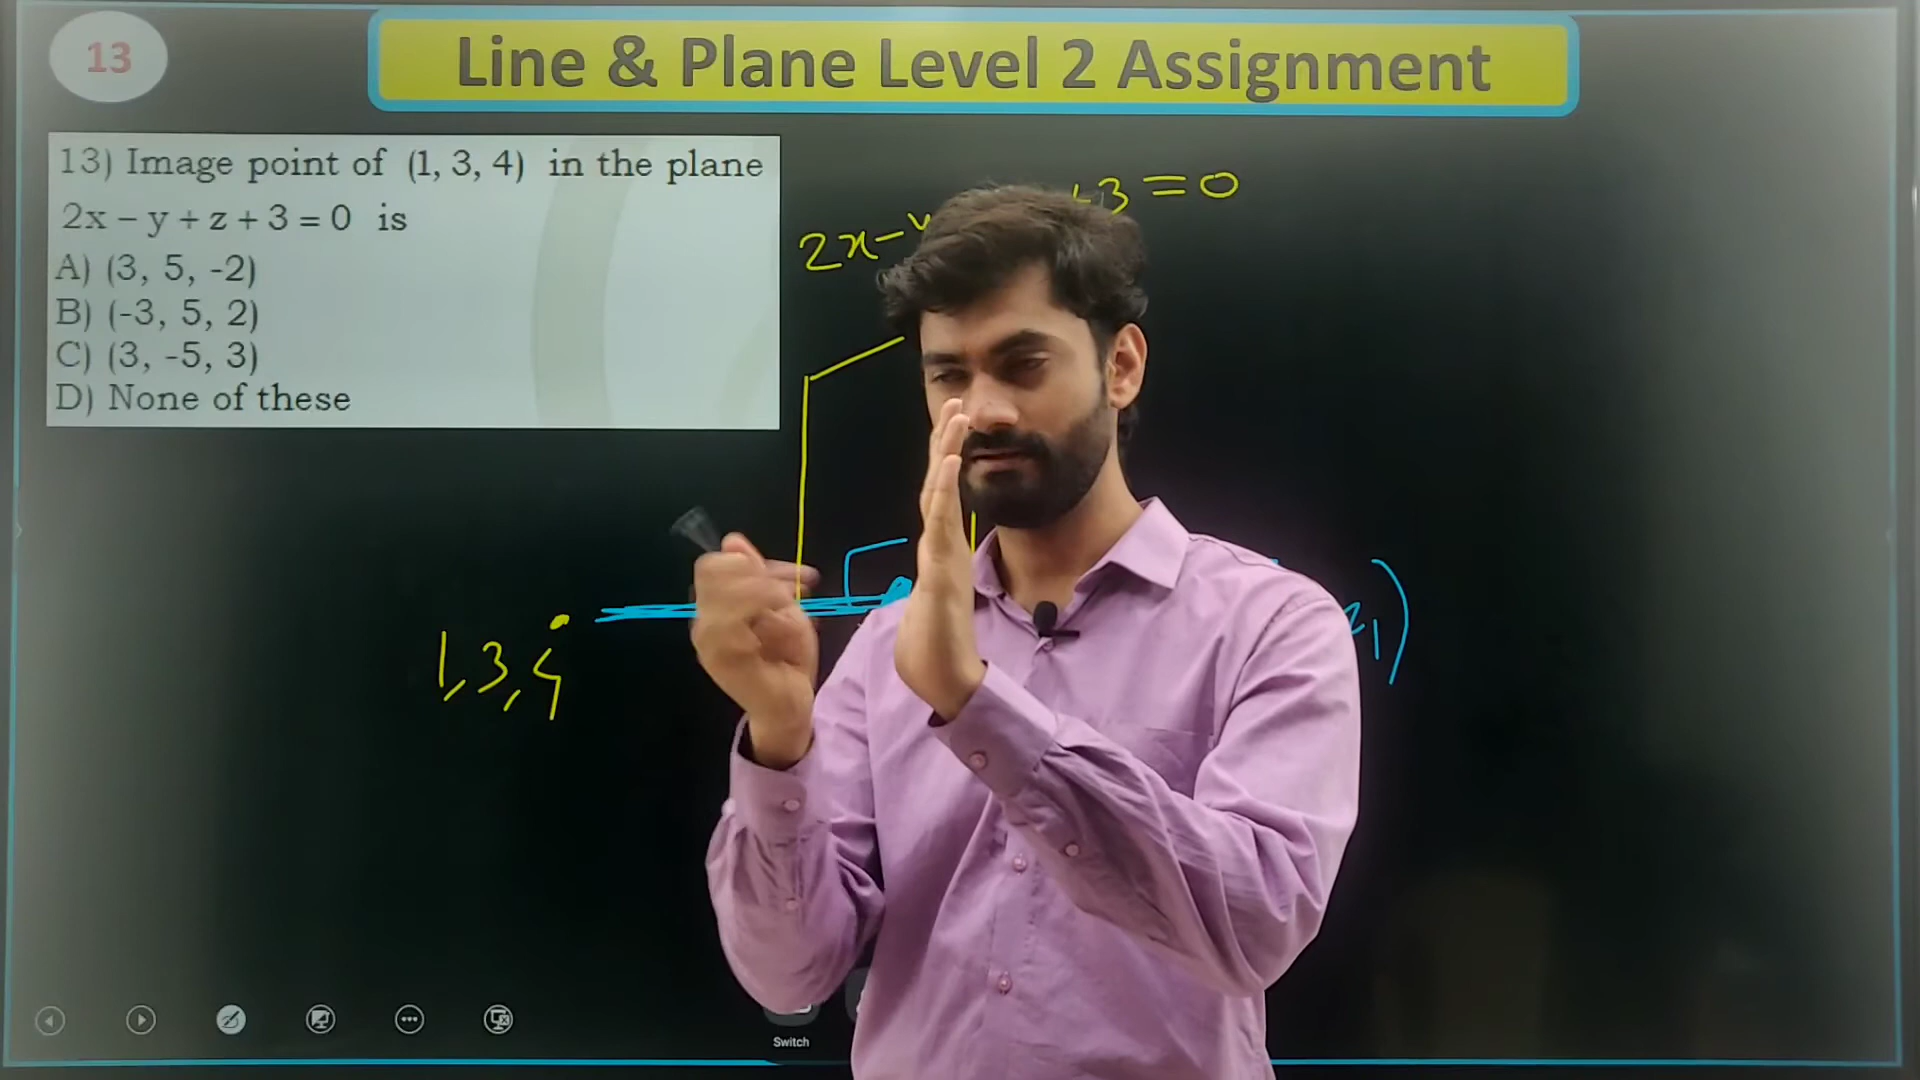 13
Line & Plane Level 2 Assignment
13) Image point of (1, 3, 4) in the plane
2x – y + z + 3 = 0 is
A) (3, 5, -2)
B) (-3, 5, 2)
C) (3, -5, 3)
D) None of these
2x-y +3=0
1,3,4
z1)
Switch